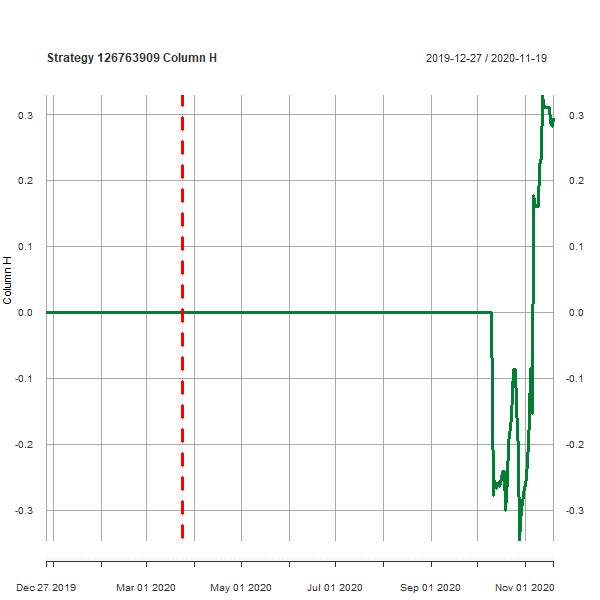 Strategy 126763909 Column H
2019-12-27 / 2020-11-19
0.3 0.3
0.2 0.2
0.1 0.1
Column H
0.0 0.0
-0.1 -0.1
-0.2 -0.2
-0.3 -0.3
Dec 27 2019 Mar 01 2020 May 01 2020 Jul 01 2020 Sep 01 2020 Nov 01 2020